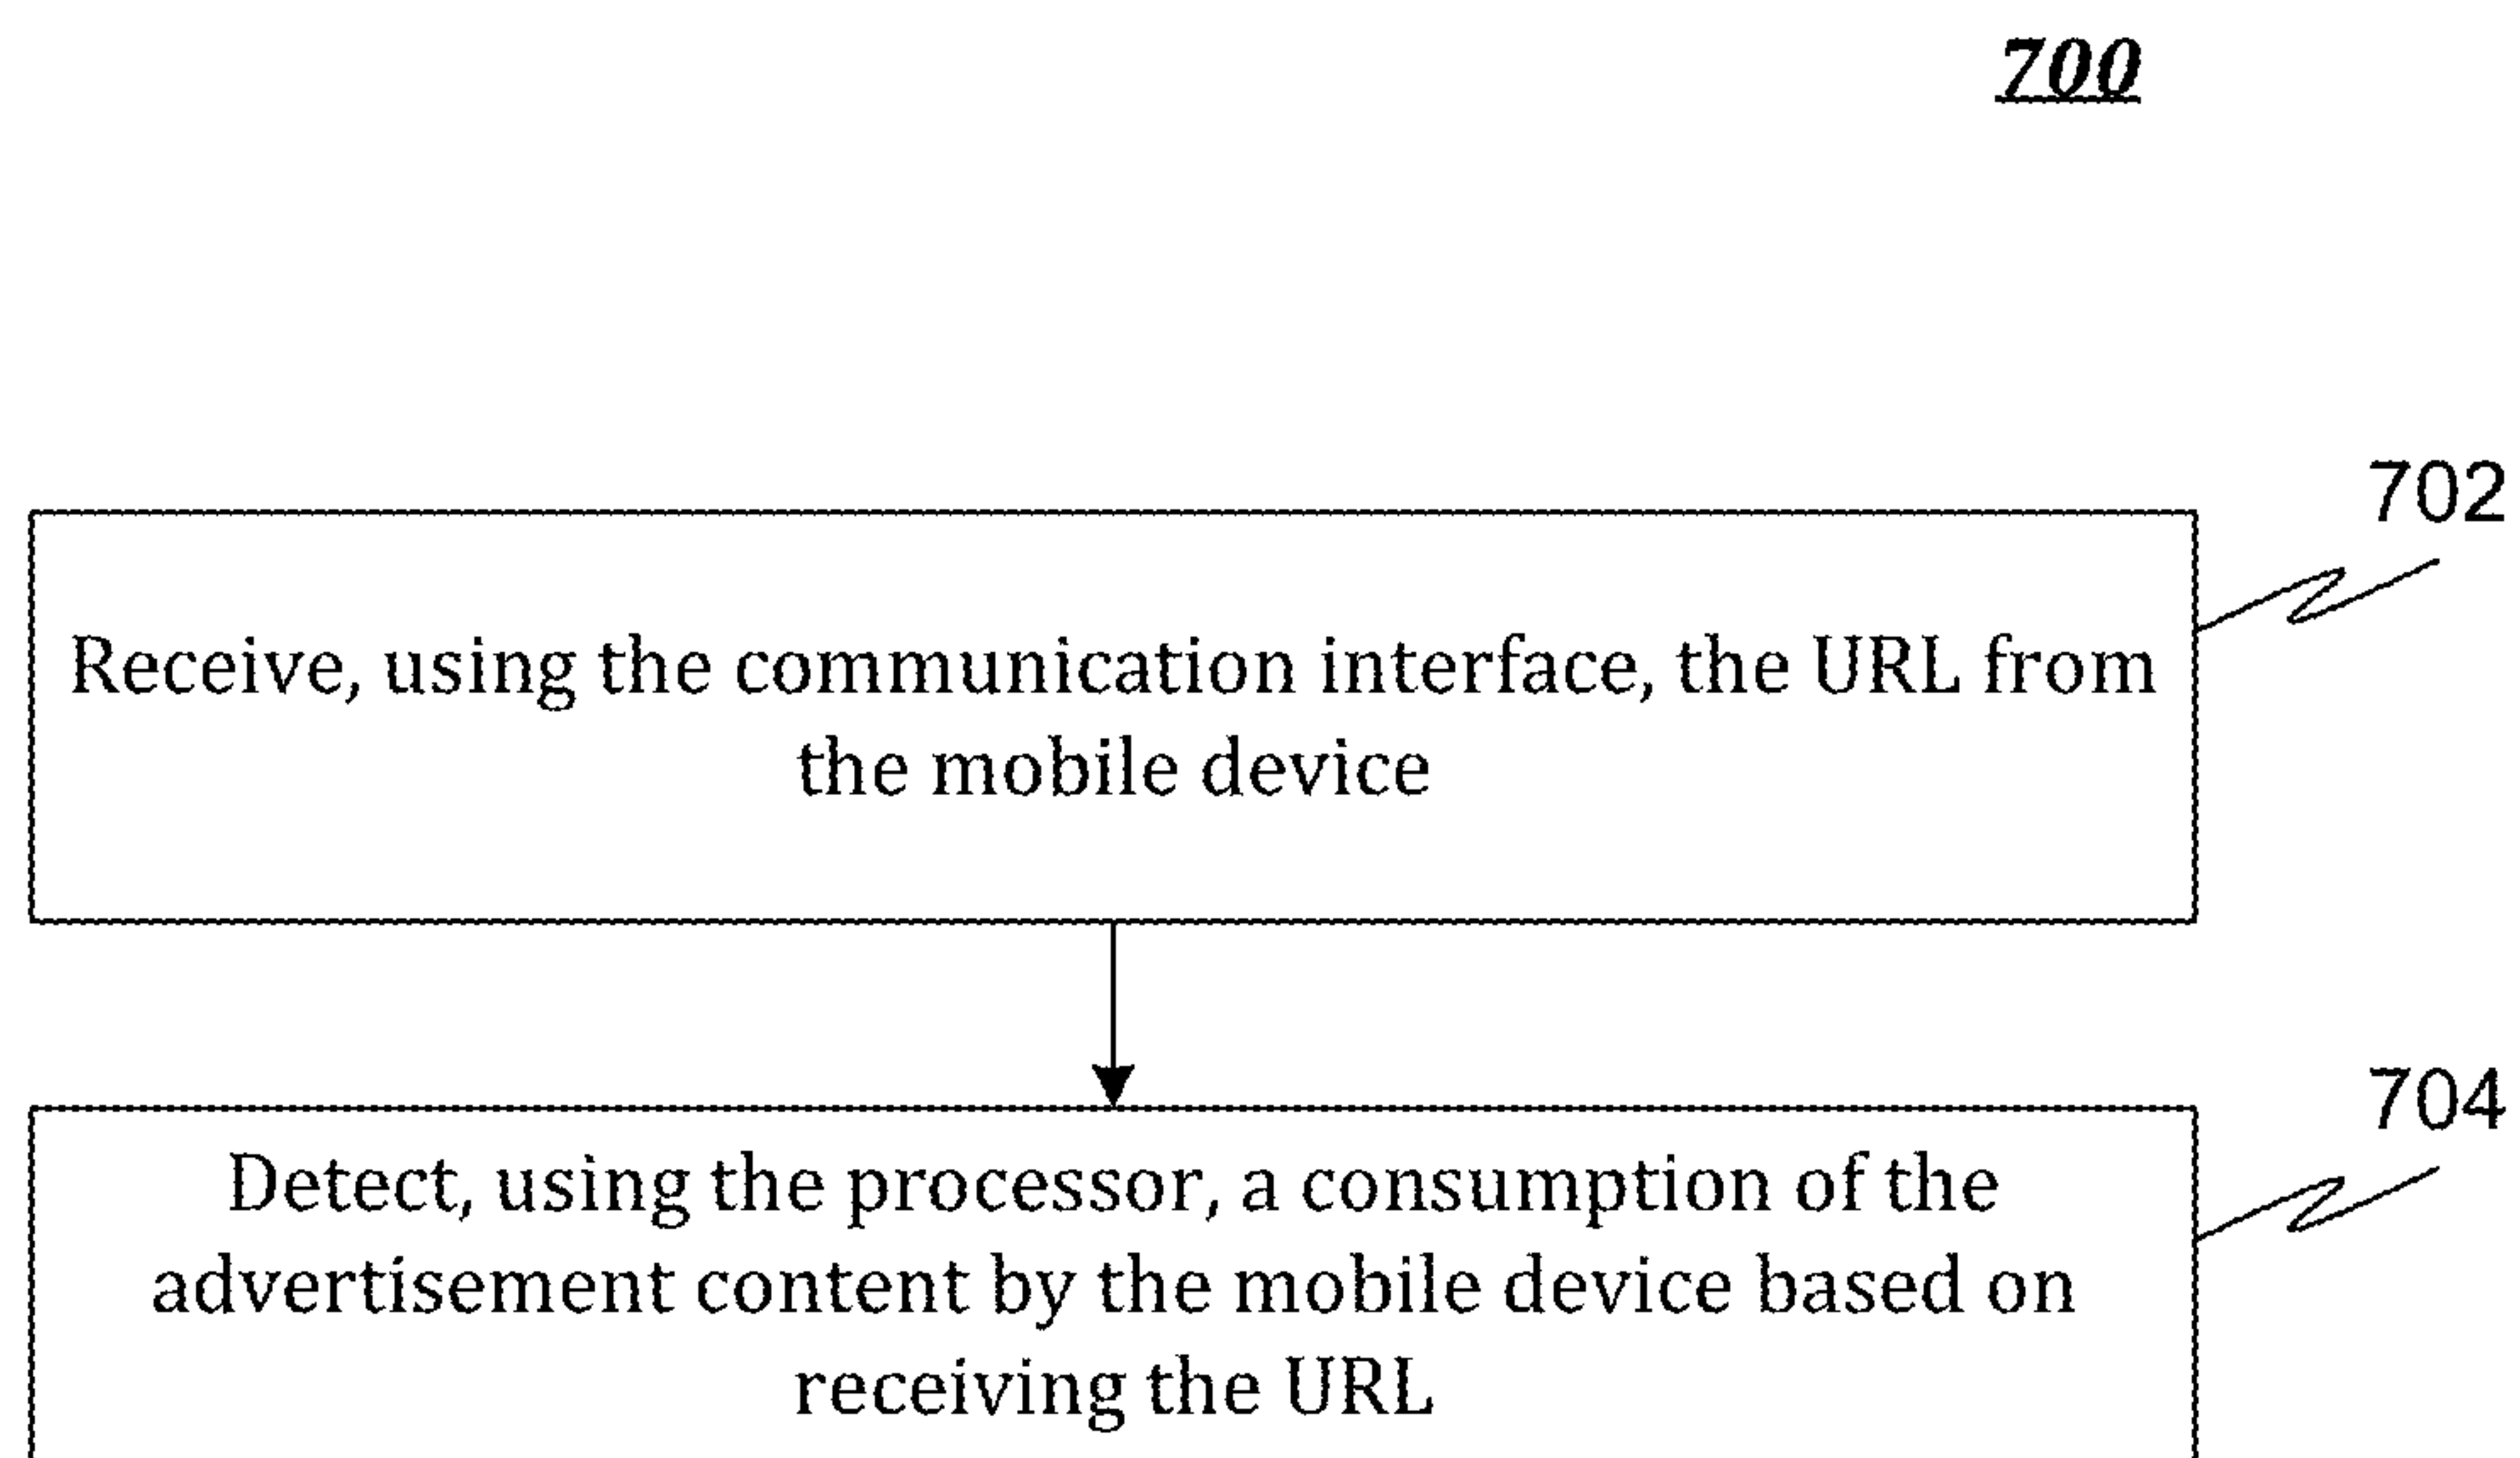 700
702
Receive, using the communication interface, the URL from
the mobile device
704
Detect, using the processor, a consumption of the
advertisement content by the mobile device based on
receiving the URL